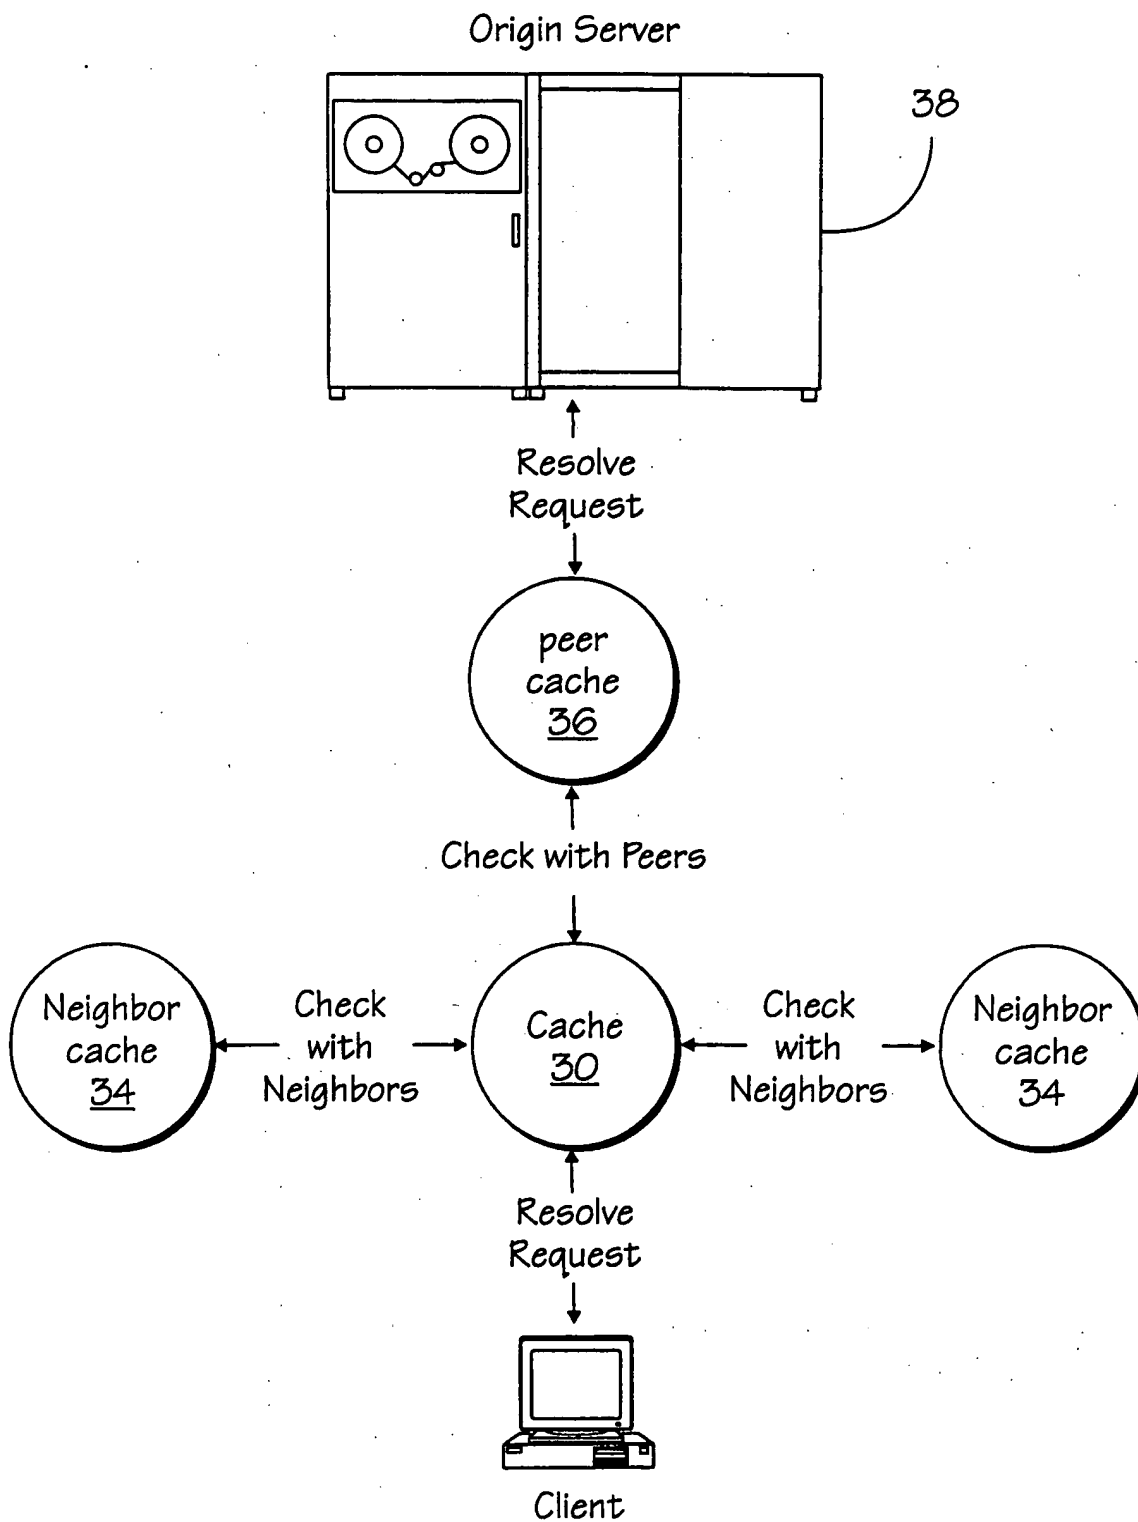 Origin Server
38
Resolve
Request
peer
cache
36
Check with Peers
Neighbor
cache
34
Check
with
Neighbors
Cache
30
Check
with
Neighbors
Neighbor
cache
34
Resolve
Request
Client